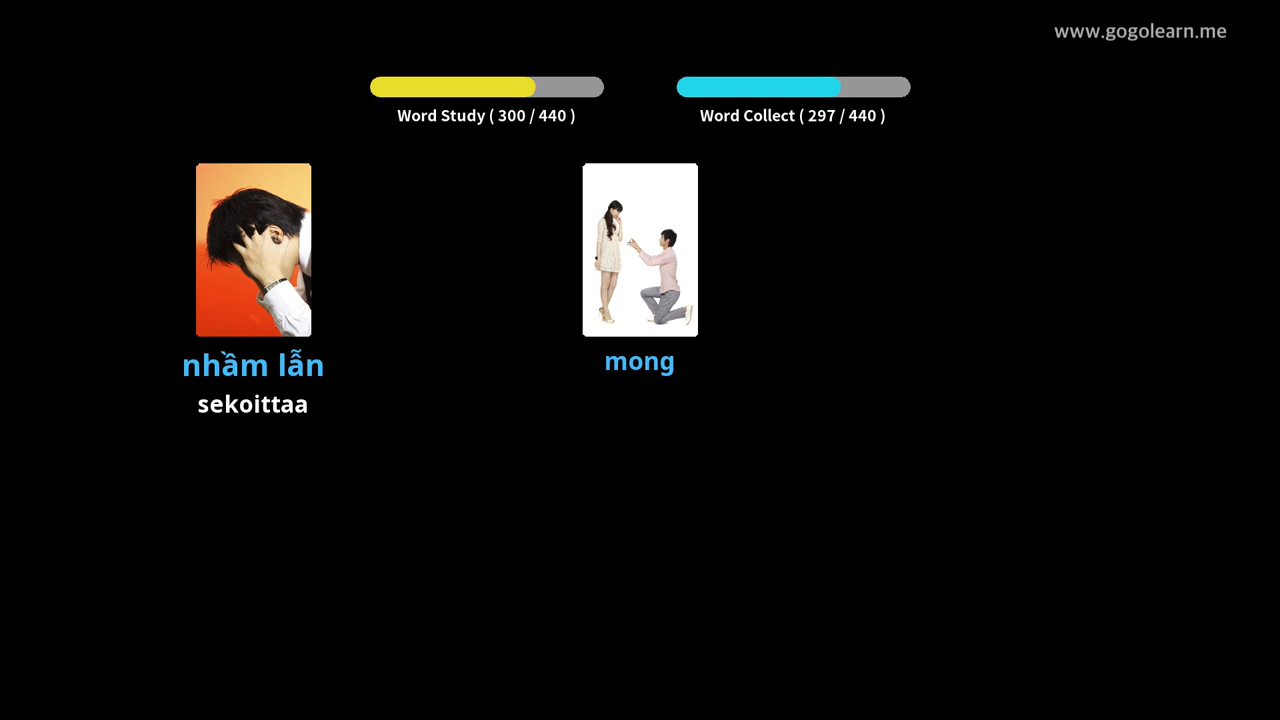 www.gogolearn.me
Word Study ( 300 / 440 )
Word Collect ( 297 / 440 )
nhầm lẫn
sekoittaa
mong